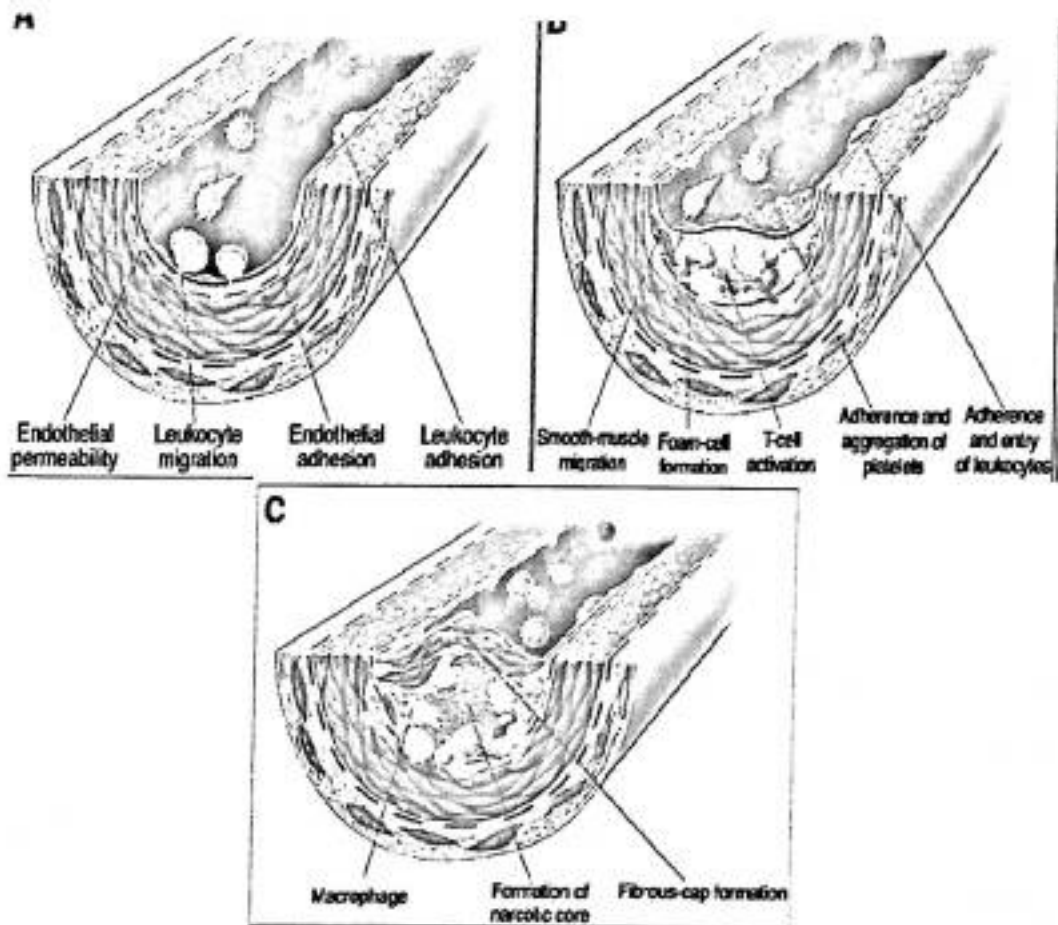 A
Endothelial
permeability
Leukocyte
migration
Endothelial
adhesion
Leukocyte
adhesion
B
Smooth-muscle
migration
Foam-cell
formation
T-cell
activation
Adherence and
aggregation of
platelets
Adherence
and entry
of leukocytes
C
Macrophage
Formation of
narcotic core
Fibrous-cap formation